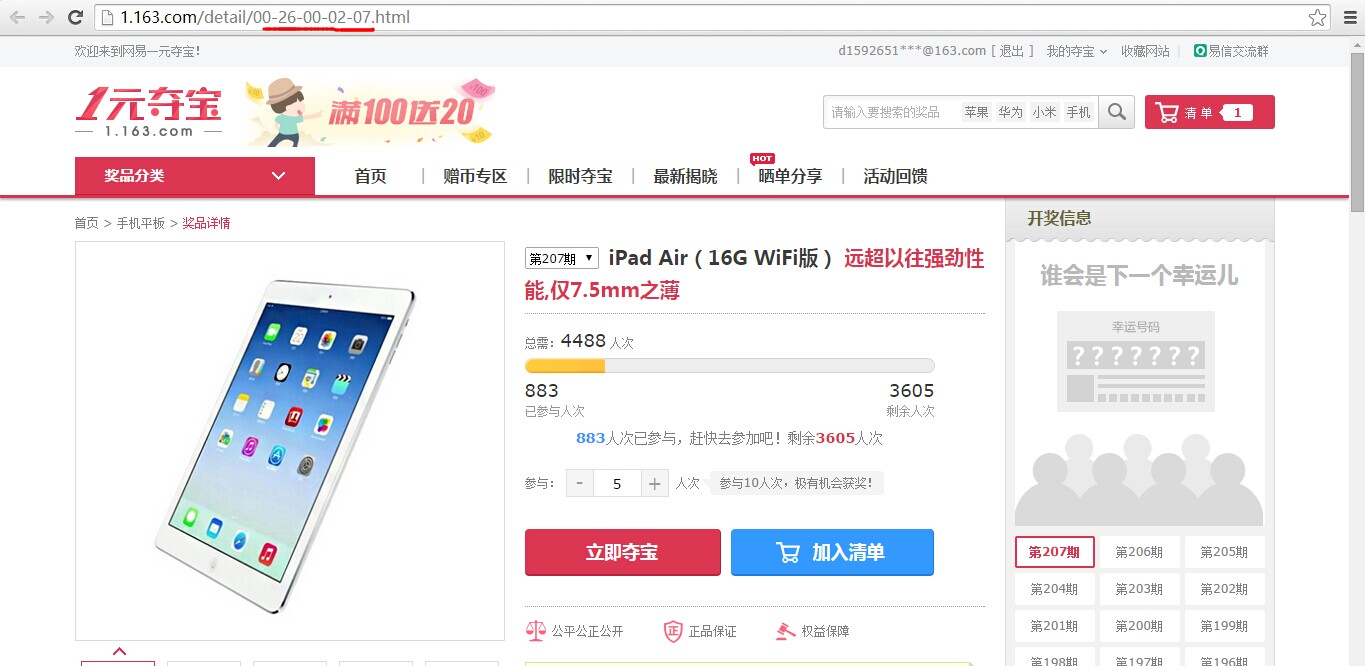 1.163.com/detail/00-26-00-02-07.html
欢迎来到网易一元夺宝!
d1592651***@163.com [ 退出 ] 我的夺宝 收藏网站 易信交流群
1元夺宝
1.163.com
满100送20
请输入要搜索的奖品 苹果 华为 小米 手机
清单 1
HOT
奖品分类 首页 赠币专区 限时夺宝 最新揭晓 晒单分享 活动回馈
首页 > 手机平板 > 奖品详情
开奖信息
第207期 iPad Air（16G WiFi版） 远超以往强劲性
能,仅7.5mm之薄
谁会是下一个幸运儿
幸运号码
???????
总需：4488人次
883 3605
已参与人次 剩余人次
883人次已参与，赶快去参加吧！剩余3605人次
参与： - 5 + 人次 参与10人次，极有机会获奖！
立即夺宝 加入清单
公平公正公开 正 正品保证 权益保障
第207期 第206期 第205期
第204期 第203期 第202期
第201期 第200期 第199期
第198期 第197期 第196期